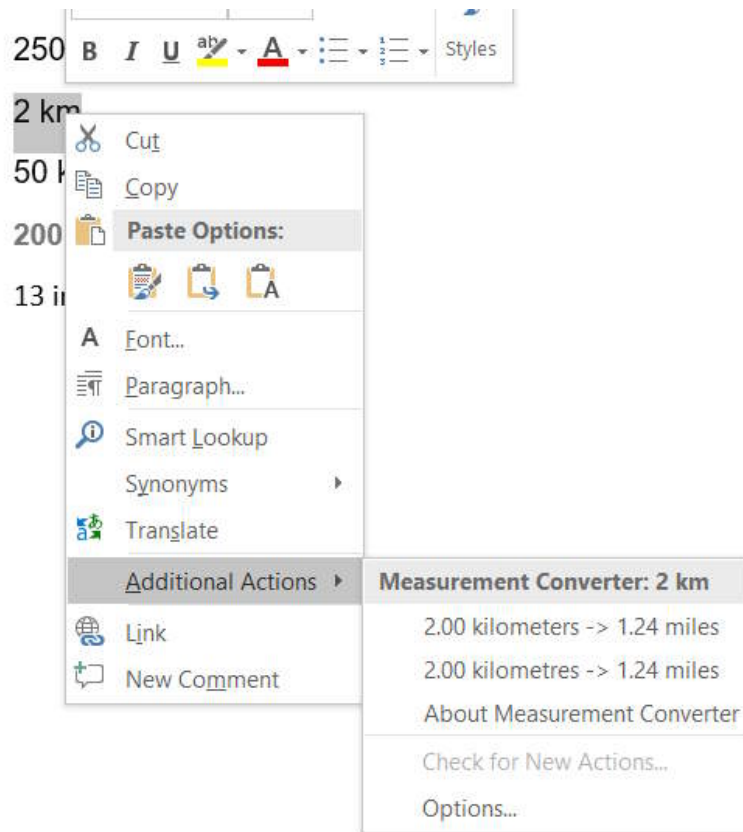 250
B I U ab A Styles
2 km
Cut
50
Copy
200
Paste Options:
13
Font...
Paragraph...
Smart Lookup
Synonyms
Translate
Additional Actions
Measurement Converter: 2 km
Link
2.00 kilometers -> 1.24 miles
New Comment
2.00 kilometres -> 1.24 miles
About Measurement Converter
Check for New Actions...
Options...